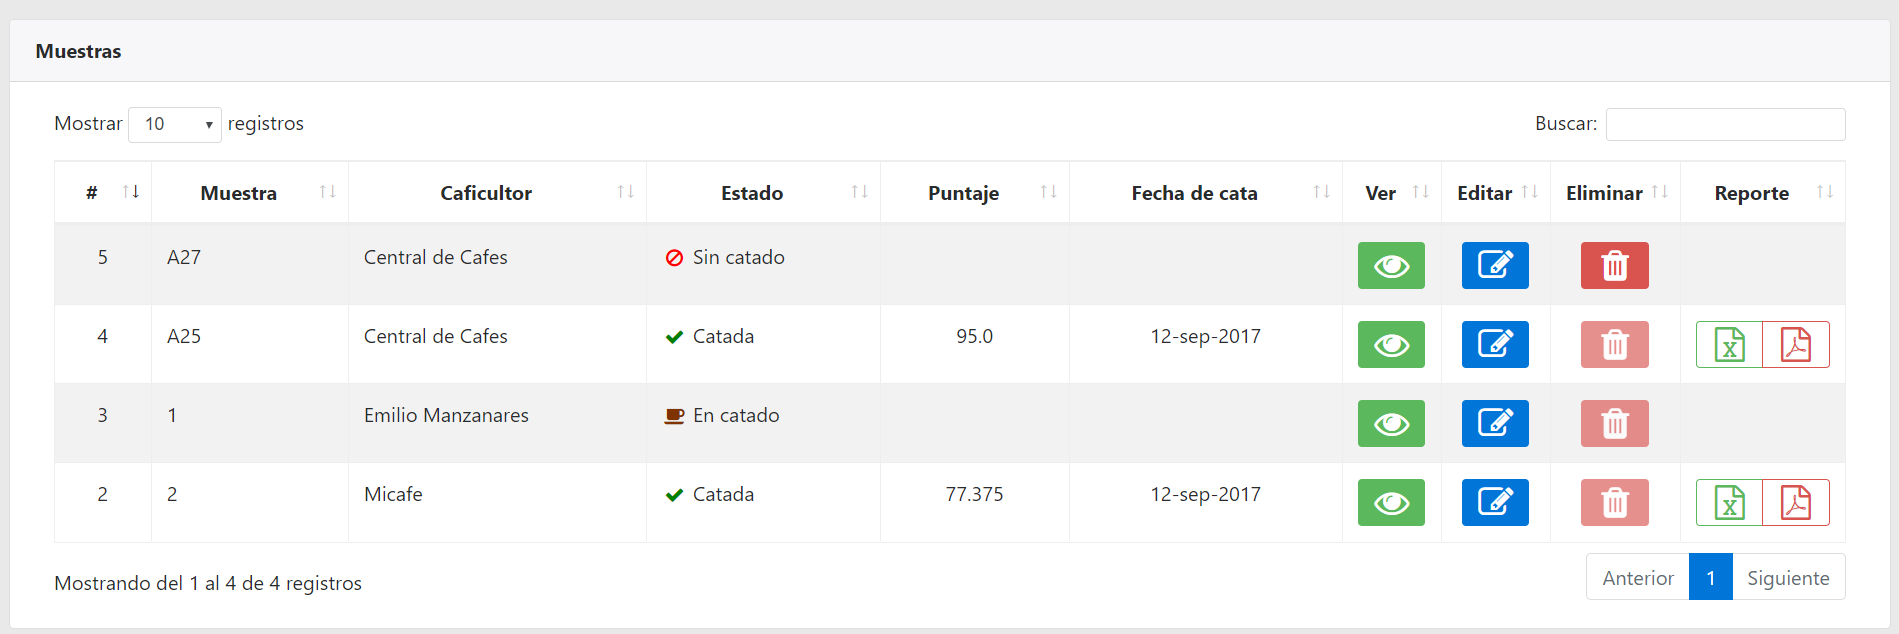 Muestras
Mostrar 10 registros Buscar:
# Muestra Caficultor Estado Puntaje Fecha de cata Ver Editar Eliminar Reporte
5 A27 Central de Cafes Sin catado
4 A25 Central de Cafes Catada 95.0 12-sep-2017
3 1 Emilio Manzanares En catado
2 2 Micafe Catada 77.375 12-sep-2017
Mostrando del 1 al 4 de 4 registros Anterior 1 Siguiente